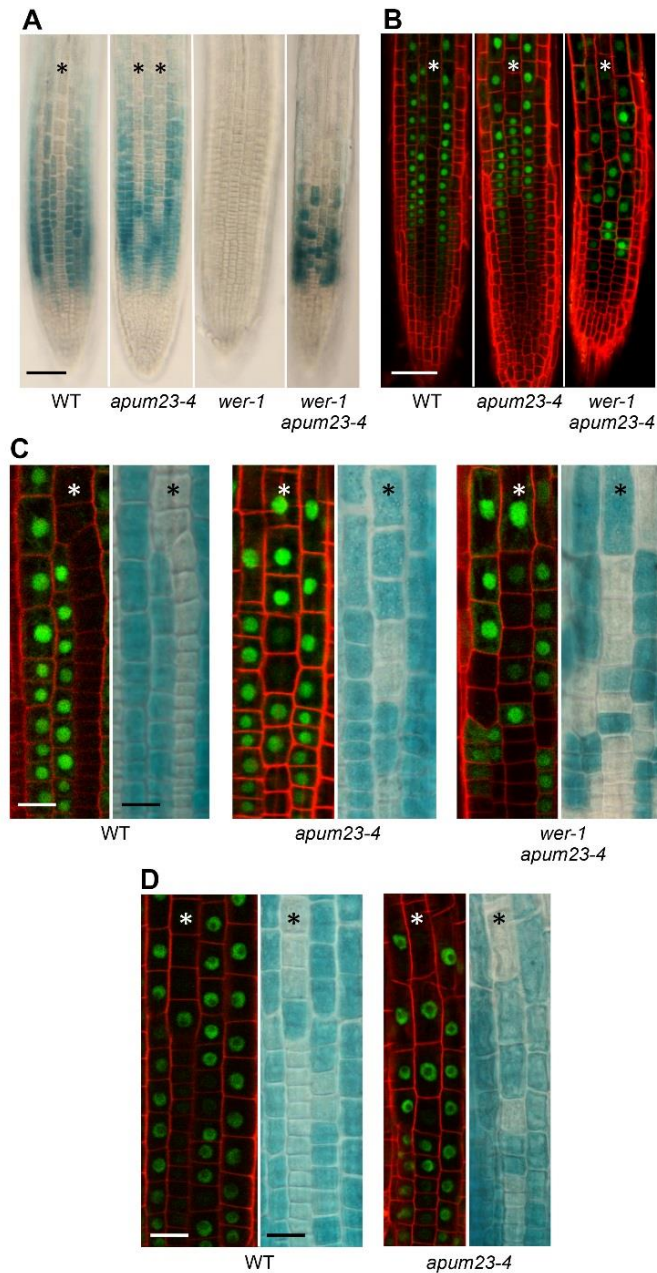 A
B
* * * *
* * *
WT apum23-4 wer-1 wer-1
apum23-4
WT apum23-4 wer-1
apum23-4
C
* * * * * *
WT apum23-4 wer-1
apum23-4
D
* * * *
WT apum23-4